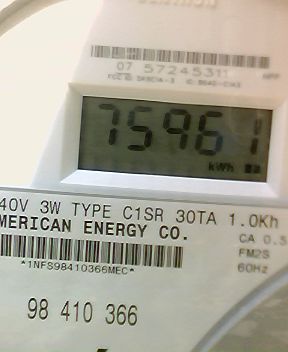 07 57245311
75961
kWh
40V 3W TYPE C1SR 30TA 1.0Kh
MERICAN ENERGY CO.
CA 0.5
FM2S
60Hz
*1NFS98410366MEC*
98 410 366